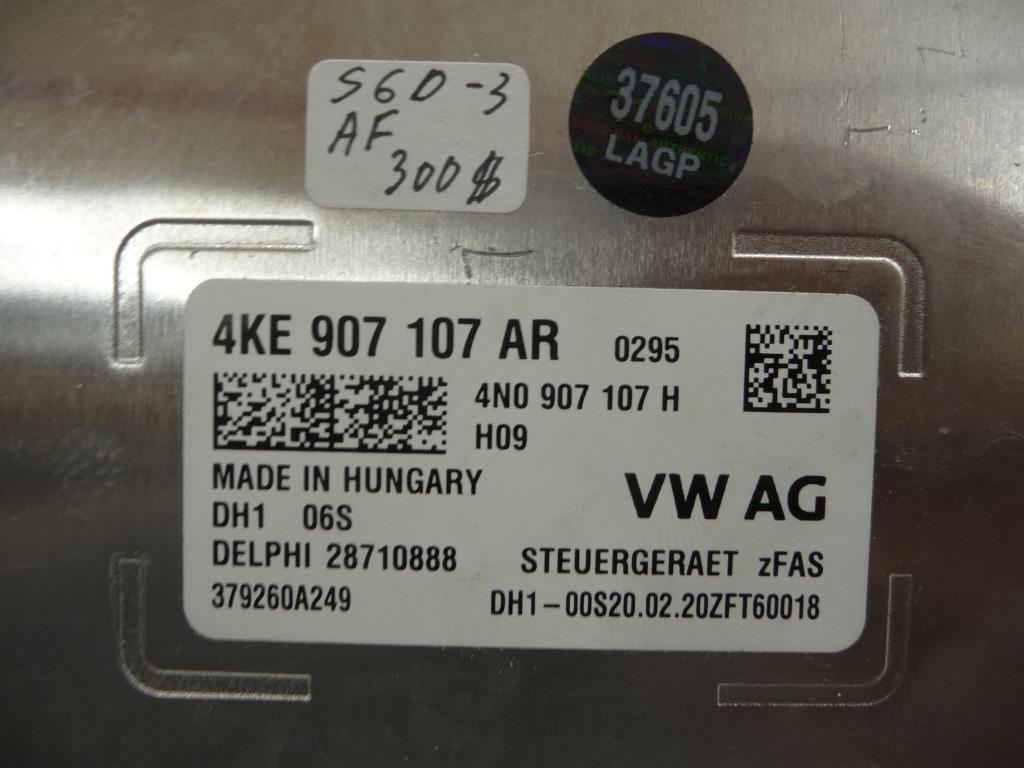 S6D-3
AF
300$
37605
LAGP
4KE 907 107 AR 0295
4N0 907 107 H
H09
MADE IN HUNGARY
VW AG
DH1 06S
DELPHI 28710888
STEUERGERAET zFAS
379260A249
DH1-00S20.02.20ZFT60018